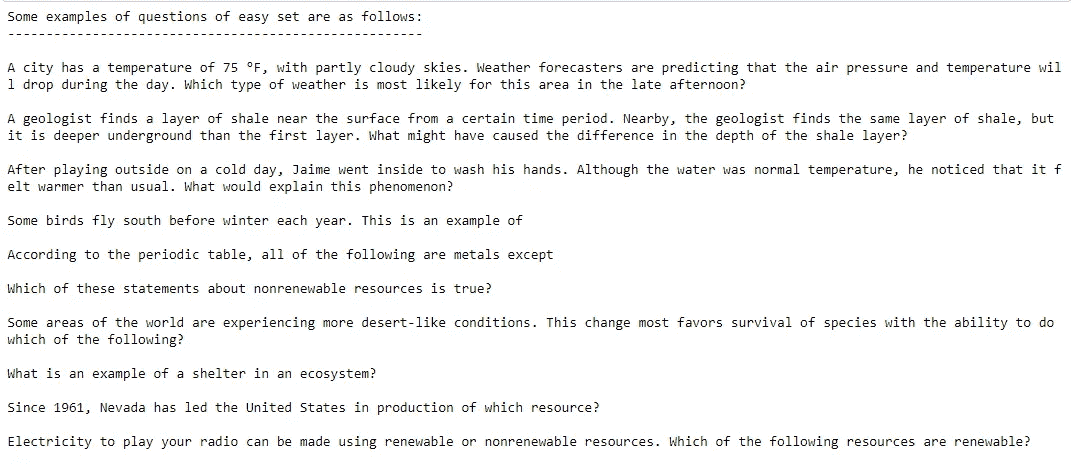 Some examples of questions of easy set are as follows:
------------------------------------------------------
A city has a temperature of 75 °F, with partly cloudy skies. Weather forecasters are predicting that the air pressure and temperature wil
l drop during the day. Which type of weather is most likely for this area in the late afternoon?
A geologist finds a layer of shale near the surface from a certain time period. Nearby, the geologist finds the same layer of shale, but
it is deeper underground than the first layer. What might have caused the difference in the depth of the shale layer?
After playing outside on a cold day, Jaime went inside to wash his hands. Although the water was normal temperature, he noticed that it f
elt warmer than usual. What would explain this phenomenon?
Some birds fly south before winter each year. This is an example of
According to the periodic table, all of the following are metals except
Which of these statements about nonrenewable resources is true?
Some areas of the world are experiencing more desert-like conditions. This change most favors survival of species with the ability to do
which of the following?
What is an example of a shelter in an ecosystem?
Since 1961, Nevada has led the United States in production of which resource?
Electricity to play your radio can be made using renewable or nonrenewable resources. Which of the following resources are renewable?